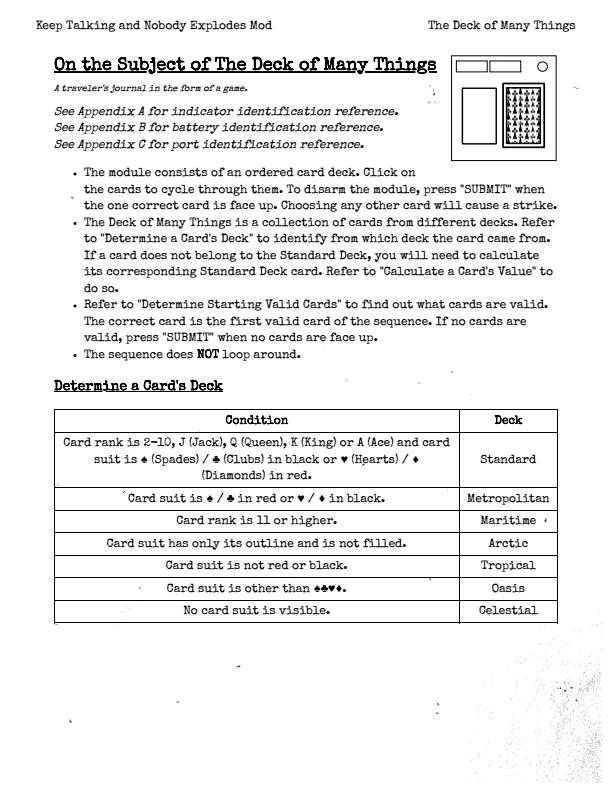 Keep Talking and Nobody Explodes Mod
The Deck of Many Things
On the Subject of The Deck of Many Things
A traveler's journal in the form of a game.
See Appendix A for indicator identification reference.
See Appendix B for battery identification reference.
See Appendix C for port identification reference.
• The module consists of an ordered card deck. Click on
the cards to cycle through them. To disarm the module, press "SUBMIT" when
the one correct card is face up. Choosing any other card will cause a strike.
• The Deck of Many Things is a collection of cards from different decks. Refer
to "Determine a Card's Deck" to identify from which deck the card came from.
If a card does not belong to the Standard Deck, you will need to calculate
its corresponding Standard Deck card. Refer to "Calculate a Card's Value" to
do so.
• Refer to "Determine Starting Valid Cards" to find out what cards are valid.
The correct card is the first valid card of the sequence. If no cards are
valid, press "SUBMIT" when no cards are face up.
• The sequence does NOT loop around.
Determine a Card's Deck
Condition Deck
Card rank is 2-10, J (Jack), Q (Queen), K (King) or A (Ace) and card
suit is ♠ (Spades) / ♣ (Clubs) in black or ♥ (Hearts) / ♦
(Diamonds) in red.
Standard
Card suit is ♠ / ♣ in red or ♥ / ♦ in black. Metropolitan
Card rank is 11 or higher. Maritime
Card suit has only its outline and is not filled. Arctic
Card suit is not red or black. Tropical
Card suit is other than ♠♣♥♦. Oasis
No card suit is visible. Celestial